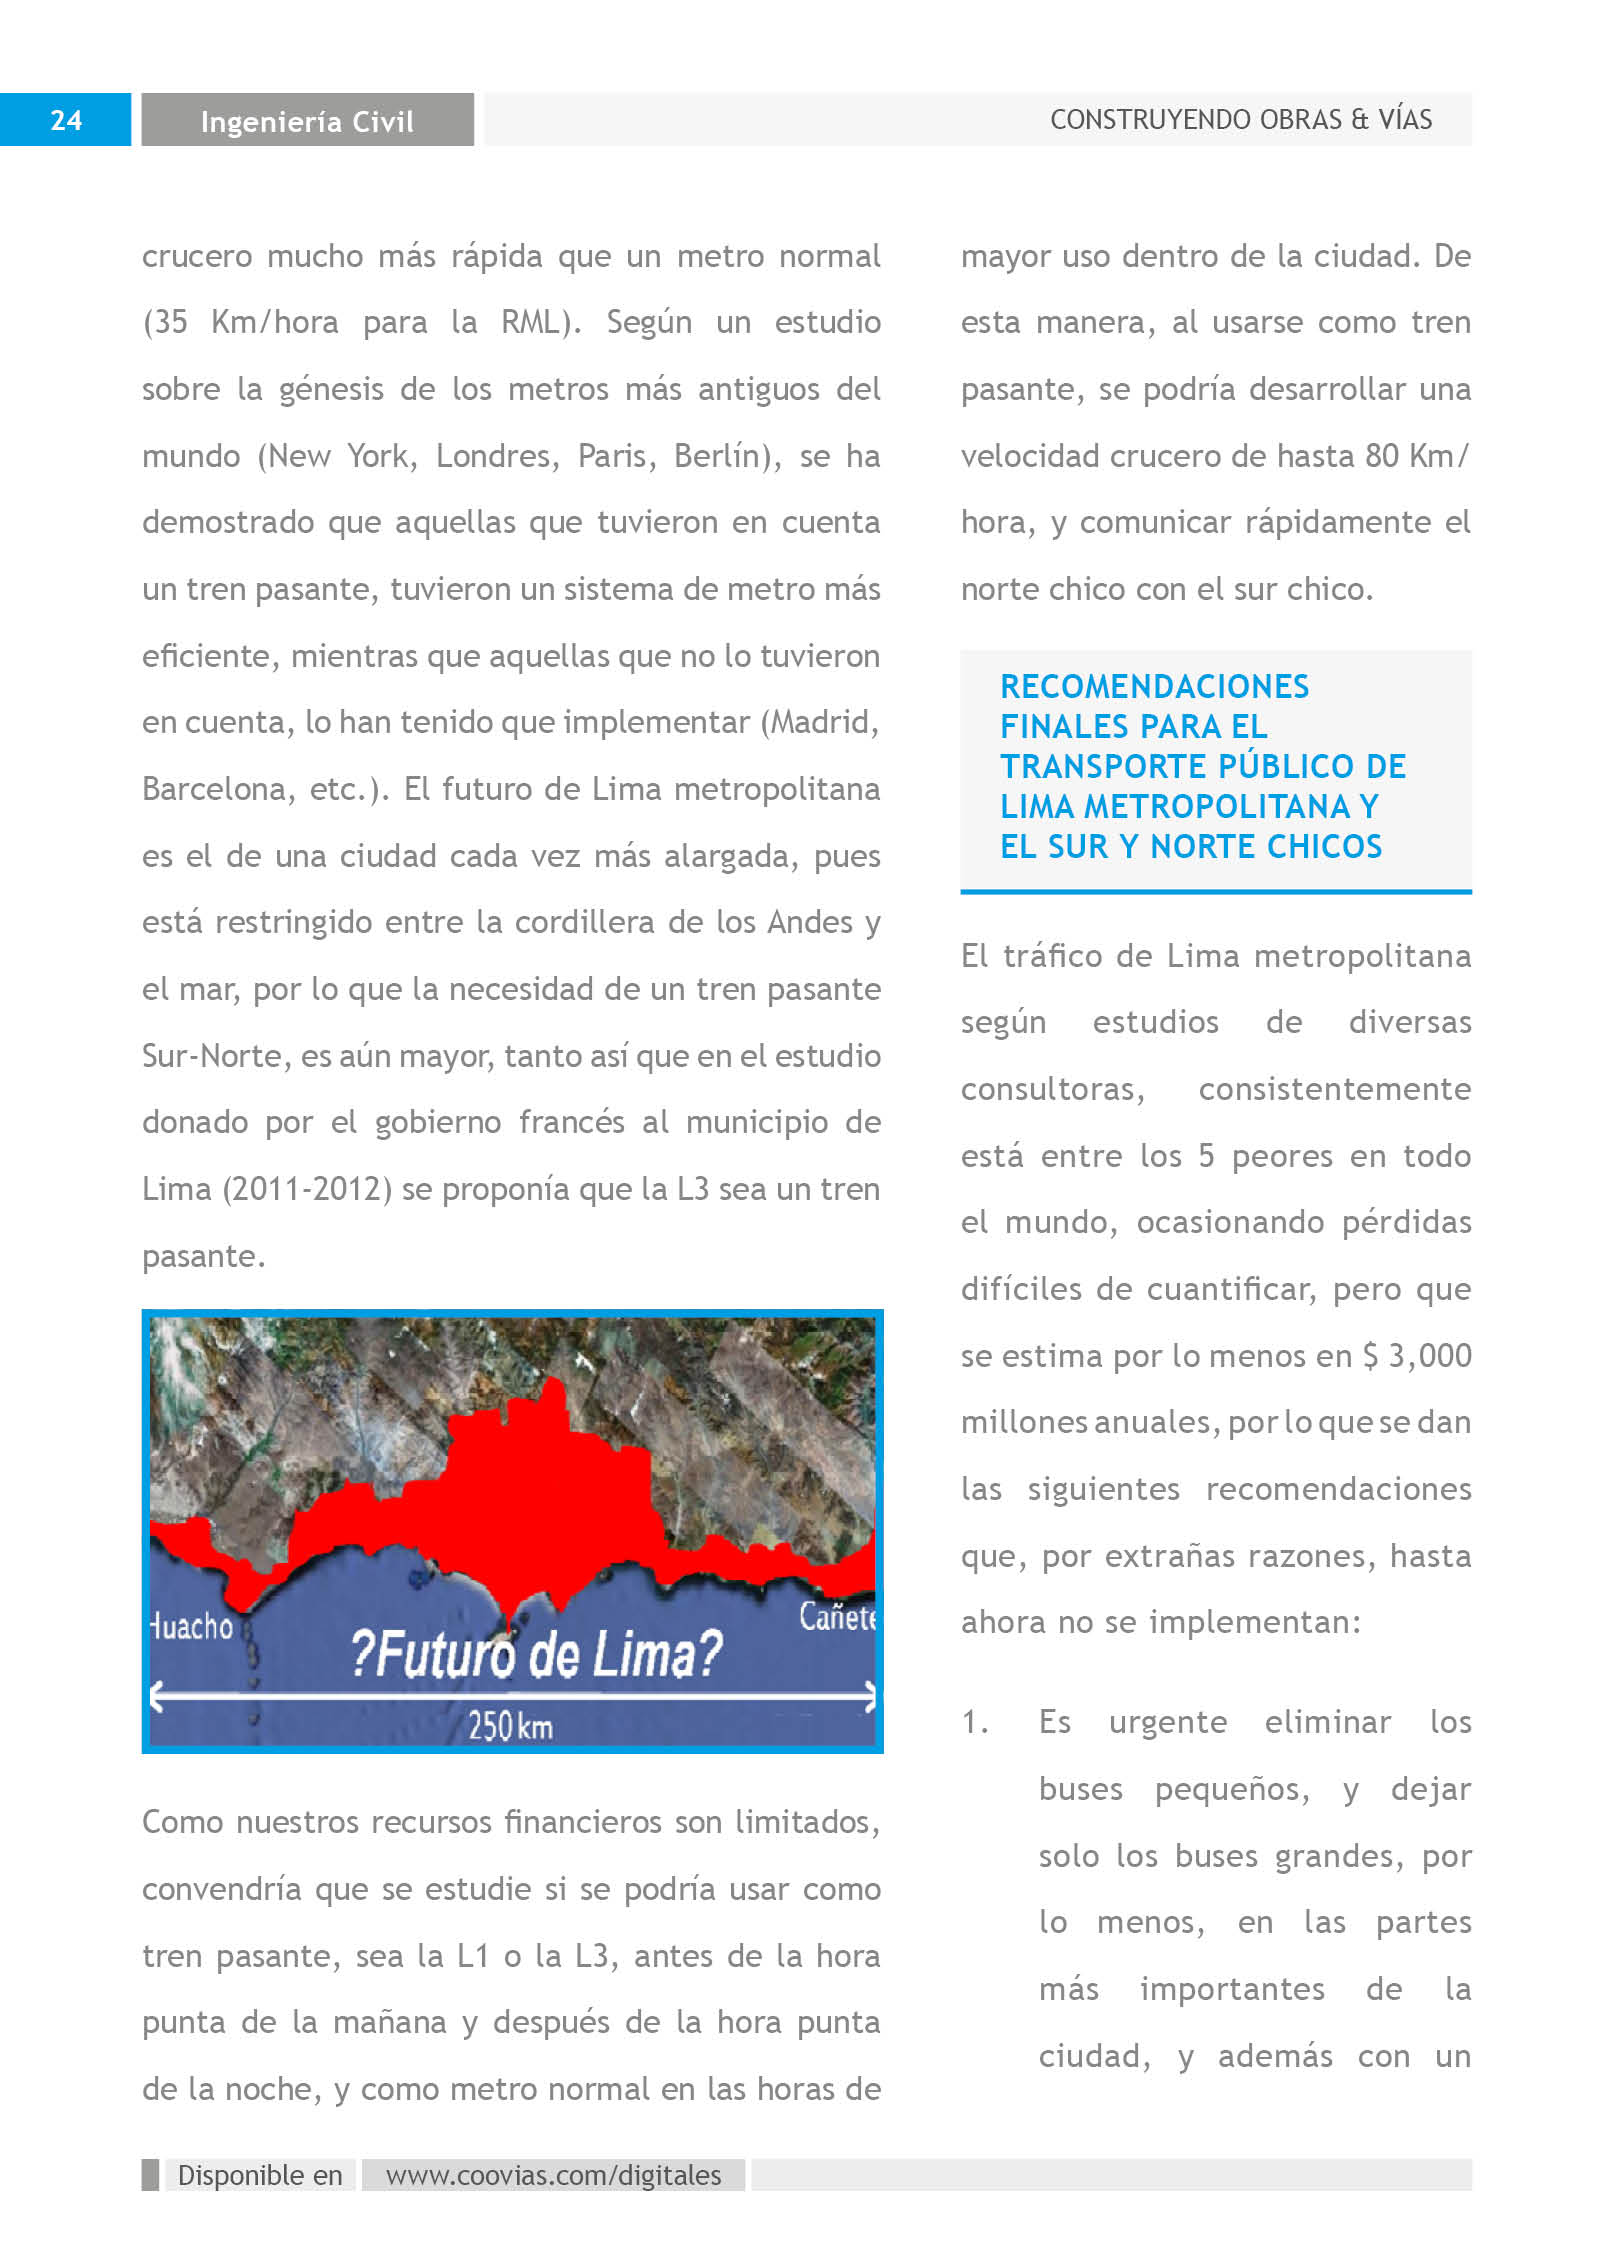 24
Ingeniería Civil
CONSTRUYENDO OBRAS & VÍAS
crucero mucho más rápida que un metro normal
(35 Km/hora para la RML). Según un estudio
sobre la génesis de los metros más antiguos del
mundo (New York, Londres, Paris, Berlín), se ha
demostrado que aquellas que tuvieron en cuenta
un tren pasante, tuvieron un sistema de metro más
eficiente, mientras que aquellas que no lo tuvieron
en cuenta, lo han tenido que implementar (Madrid,
Barcelona, etc.). El futuro de Lima metropolitana
es el de una ciudad cada vez más alargada, pues
está restringido entre la cordillera de los Andes y
el mar, por lo que la necesidad de un tren pasante
Sur-Norte, es aún mayor, tanto así que en el estudio
donado por el gobierno francés al municipio de
Lima (2011-2012) se proponía que la L3 sea un tren
pasante.
Huacho
Cañete
?Futuro de Lima?
250 km
Como nuestros recursos financieros son limitados,
convendría que se estudie si se podría usar como
tren pasante, sea la L1 o la L3, antes de la hora
punta de la mañana y después de la hora punta
de la noche, y como metro normal en las horas de
mayor uso dentro de la ciudad. De
esta manera, al usarse como tren
pasante, se podría desarrollar una
velocidad crucero de hasta 80 Km/
hora, y comunicar rápidamente el
norte chico con el sur chico.
RECOMENDACIONES
FINALES PARA EL
TRANSPORTE PÚBLICO DE
LIMA METROPOLITANA Y
EL SUR Y NORTE CHICOS
El tráfico de Lima metropolitana
según estudios de diversas
consultoras, consistentemente
está entre los 5 peores en todo
el mundo, ocasionando pérdidas
difíciles de cuantificar, pero que
se estima por lo menos en $ 3,000
millones anuales, por lo que se dan
las siguientes recomendaciones
que, por extrañas razones, hasta
ahora no se implementan:
1. Es urgente eliminar los
buses pequeños, y dejar
solo los buses grandes, por
lo menos, en las partes
más importantes de la
ciudad, y además con un
Disponible en
www.coovias.com/digitales